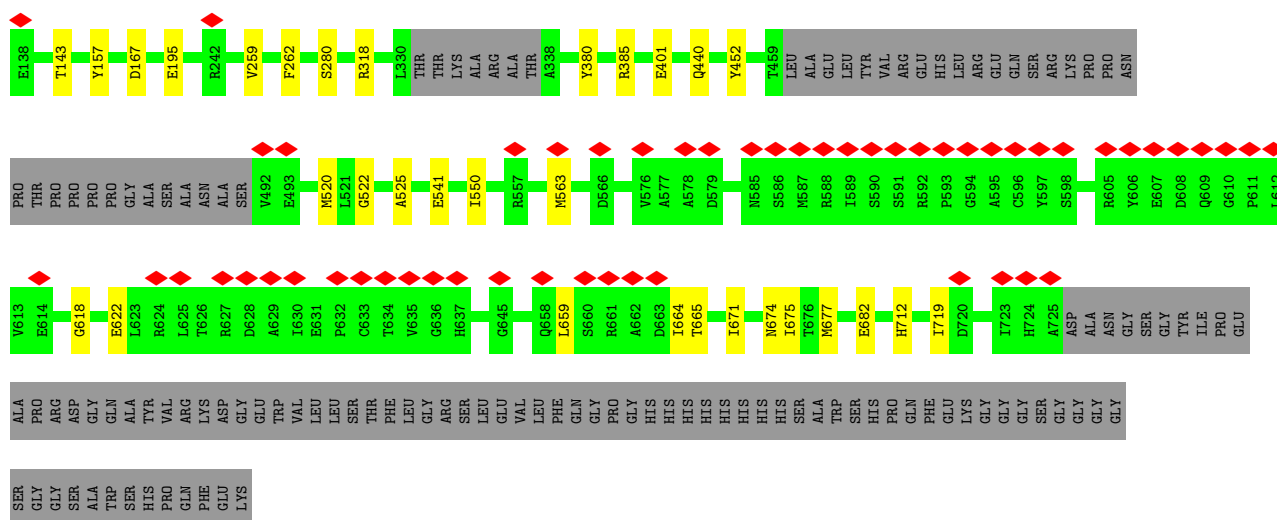 E138 T143 Y157 D167 E195 R242 V259 F262 S280 R318 L330 THR THR LYS ALA ARG ALA THR A338 Y380 R385 E401 Q440 Y452 T459 LEU ALA GLU LEU TYR VAL ARG GLU HIS LEU ARG GLU GLN SER ARG LYS PRO PRO ASN
PRO THR PRO PRO PRO PRO GLY ALA SER ALA ASN ALA SER V492 E493 M520 L521 G522 A525 E541 I550 R557 M563 D566 V576 A577 A578 D579 N585 S586 M587 R588 I589 S590 S591 R592 P593 G594 A595 C596 Y597 S598 R605 Y606 E607 D608 Q609 G610 P611 L612
V613 E614 G618 E622 L623 R624 L625 T626 R627 D628 A629 I630 E631 P632 C633 T634 V635 G636 H637 G645 Q658 L659 S660 R661 A662 D663 I664 T665 I671 N674 I675 T676 M677 E682 H712 I719 D720 I723 H724 A725 ASP ALA ASN GLY SER GLY TYR ILE PRO GLU
ALA PRO ARG ASP GLY GLN ALA TYR VAL ARG LYS ASP GLY GLU TRP VAL LEU LEU SER THR PHE LEU GLY ARG SER LEU GLU VAL LEU PHE GLN GLY PRO GLY HIS HIS HIS HIS HIS HIS HIS HIS SER ALA TRP SER HIS PRO GLN PHE GLU LYS GLY GLY GLY SER GLY GLY GLY GLY
SER GLY GLY SER ALA TRP SER HIS PRO GLN PHE GLU LYS